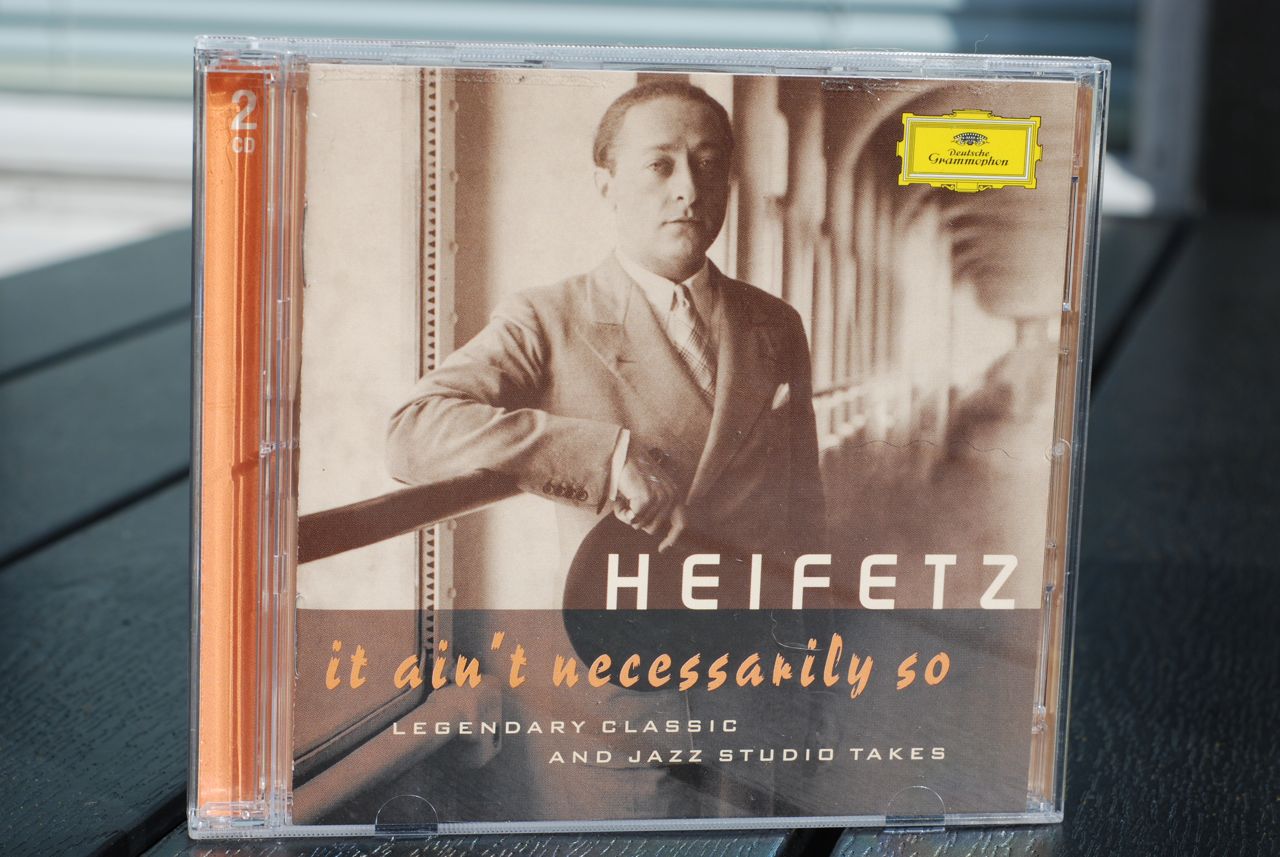 2
CD
Deutsche
Grammophon
HEIFETZ
it ain"t necessarily so
LEGENDARY CLASSIC
AND JAZZ STUDIO TAKES